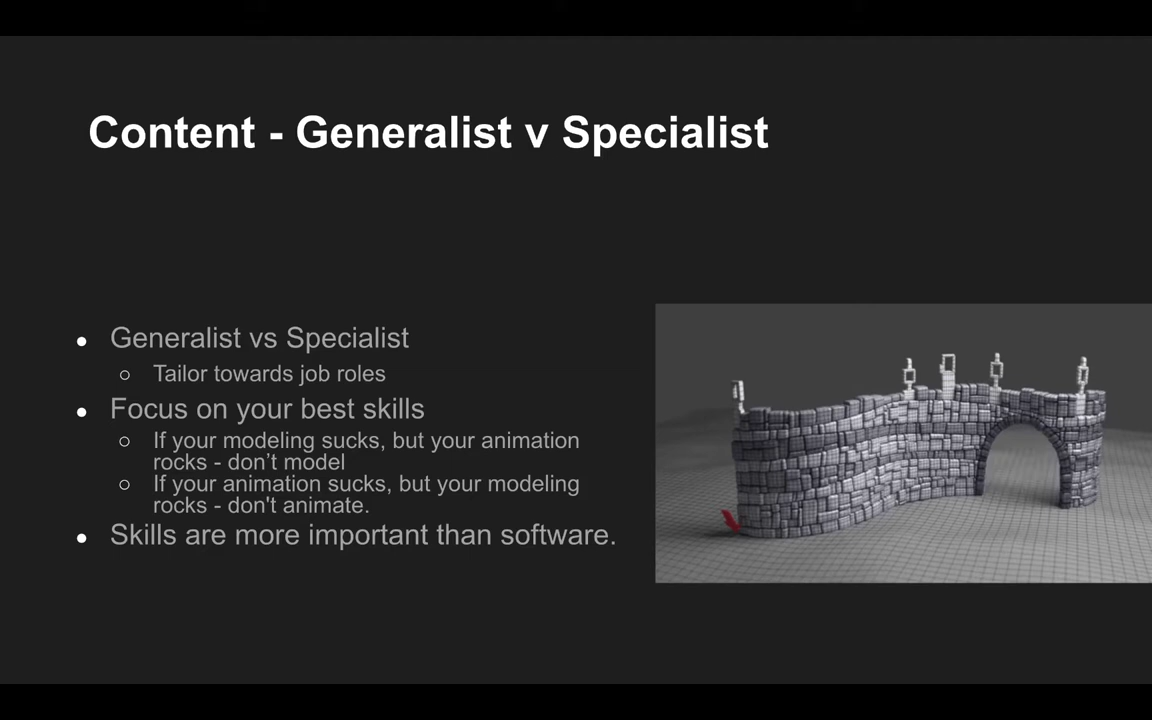 Content - Generalist v Specialist
● Generalist vs Specialist
○ Tailor towards job roles
● Focus on your best skills
○ If your modeling sucks, but your animation
rocks - don’t model
○ If your animation sucks, but your modeling
rocks - don't animate.
● Skills are more important than software.